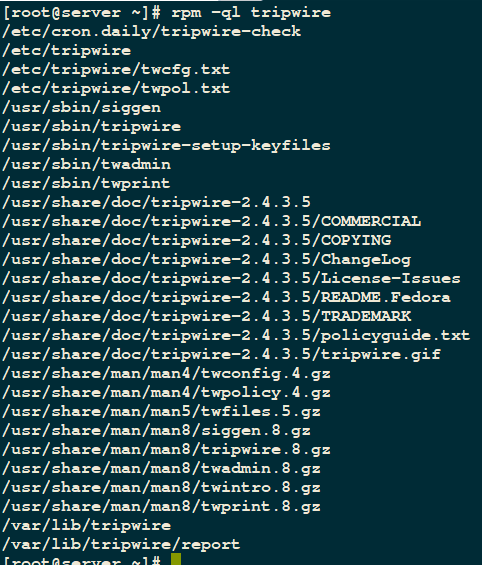 [root@server ~]# rpm -ql tripwire
/etc/cron.daily/tripwire-check
/etc/tripwire
/etc/tripwire/twcfg.txt
/etc/tripwire/twpol.txt
/usr/sbin/siggen
/usr/sbin/tripwire
/usr/sbin/tripwire-setup-keyfiles
/usr/sbin/twadmin
/usr/sbin/twprint
/usr/share/doc/tripwire-2.4.3.5
/usr/share/doc/tripwire-2.4.3.5/COMMERCIAL
/usr/share/doc/tripwire-2.4.3.5/COPYING
/usr/share/doc/tripwire-2.4.3.5/ChangeLog
/usr/share/doc/tripwire-2.4.3.5/License-Issues
/usr/share/doc/tripwire-2.4.3.5/README.Fedora
/usr/share/doc/tripwire-2.4.3.5/TRADEMARK
/usr/share/doc/tripwire-2.4.3.5/policyguide.txt
/usr/share/doc/tripwire-2.4.3.5/tripwire.gif
/usr/share/man/man4/twconfig.4.gz
/usr/share/man/man4/twpolicy.4.gz
/usr/share/man/man5/twfiles.5.gz
/usr/share/man/man8/siggen.8.gz
/usr/share/man/man8/tripwire.8.gz
/usr/share/man/man8/twadmin.8.gz
/usr/share/man/man8/twintro.8.gz
/usr/share/man/man8/twprint.8.gz
/var/lib/tripwire
/var/lib/tripwire/report
[root@server ~]#